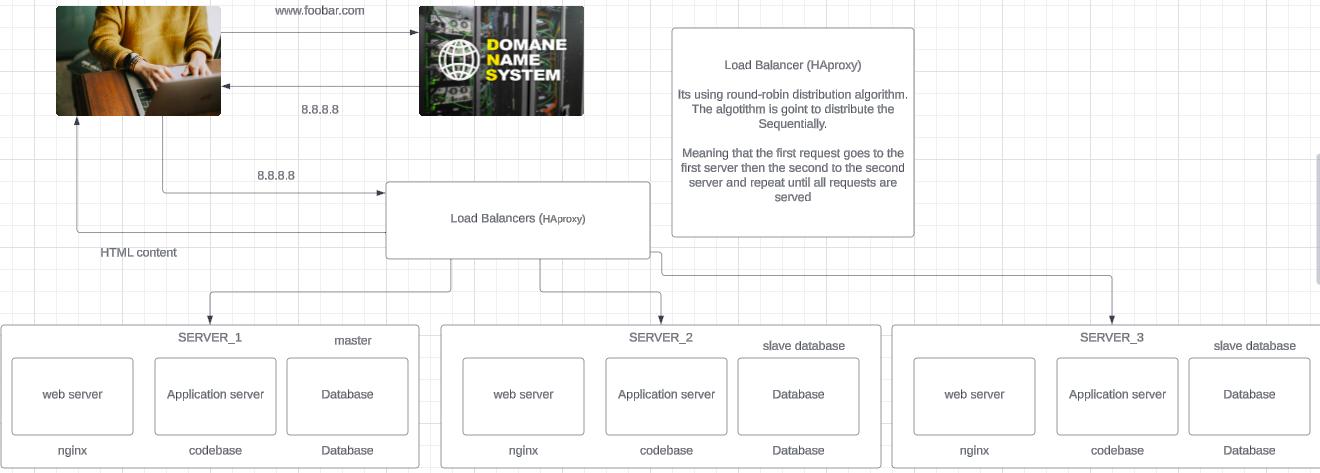 www.foobar.com
DOMANE
NAME
SYSTEM
8.8.8.8
8.8.8.8
Load Balancer (HAproxy)
Its using round-robin distribution algorithm.
The algotithm is goint to distribute the
Sequentially.
Meaning that the first request goes to the
first server then the second to the second
server and repeat until all requests are
served
Load Balancers (HAproxy)
HTML content
SERVER_1
master
web server
Application server
Database
nginx
codebase
Database
SERVER_2
slave database
web server
Application server
Database
nginx
codebase
Database
SERVER_3
slave database
web server
Application server
Database
nginx
codebase
Database